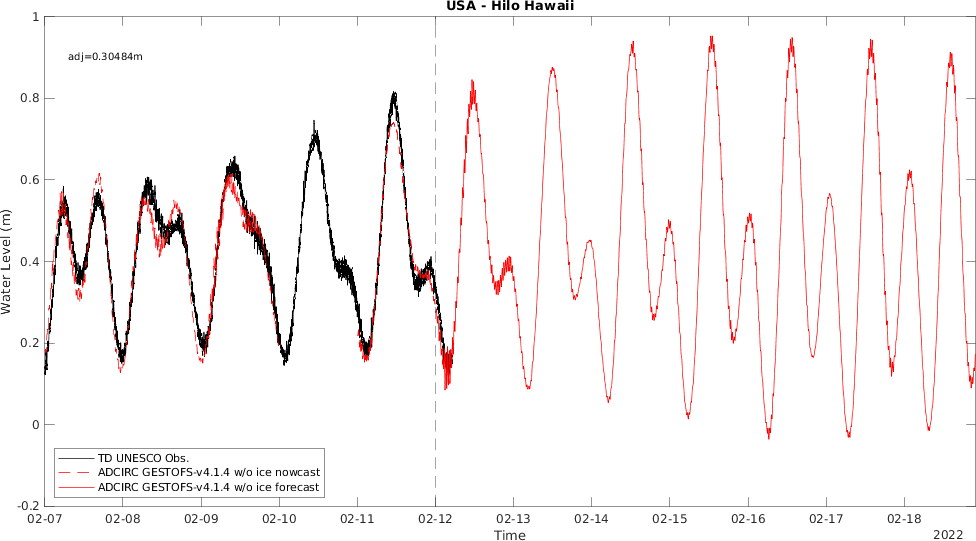 USA - Hilo Hawaii
1
adj=0.30484m
0.8
0.6
0.4
0.2
0
-0.2
Water Level (m)
TD UNESCO Obs.
ADCIRC GESTOFS-v4.1.4 w/o ice nowcast
ADCIRC GESTOFS-v4.1.4 w/o ice forecast
02-07 02-08 02-09 02-10 02-11 02-12 02-13 02-14 02-15 02-16 02-17 02-18
Time
2022